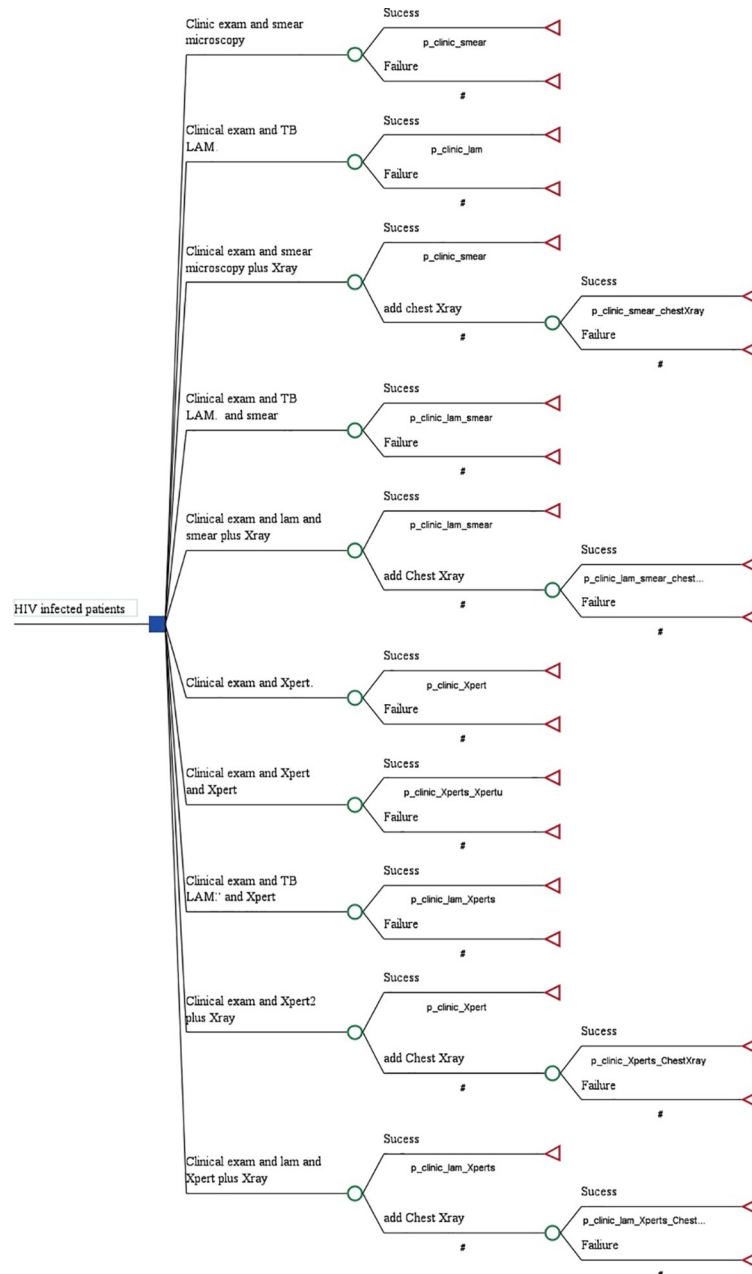 Clinic exam and smear
microscopy
Sucess
p_clinic_smear
Failure
#
Clinical exam and TB
LAM.
Sucess
p_clinic_lam
Failure
#
Clinical exam and smear
microscopy plus Xray
Sucess
p_clinic_smear
add chest Xray
#
Sucess
p_clinic_smear_chestXray
Failure
#
Clinical exam and TB
LAM. and smear
Sucess
p_clinic_lam_smear
Failure
#
Clinical exam and lam and
smear plus Xray
Sucess
p_clinic_lam_smear
add Chest Xray
#
Sucess
p_clinic_lam_smear_chest...
Failure
#
HIV infected patients
Clinical exam and Xpert.
Sucess
p_clinic_Xpert
Failure
#
Clinical exam and Xpert
and Xpert
Sucess
p_clinic_Xperts_Xpertu
Failure
#
Clinical exam and TB
LAM." and Xpert
Sucess
p_clinic_lam_Xperts
Failure
#
Clinical exam and Xpert2
plus Xray
Sucess
p_clinic_Xpert
add Chest Xray
#
Sucess
p_clinic_Xperts_ChestXray
Failure
#
Clinical exam and lam and
Xpert plus Xray
Sucess
p_clinic_lam_Xperts
add Chest Xray
#
Sucess
p_clinic_lam_Xperts_Chest...
Failiure
#